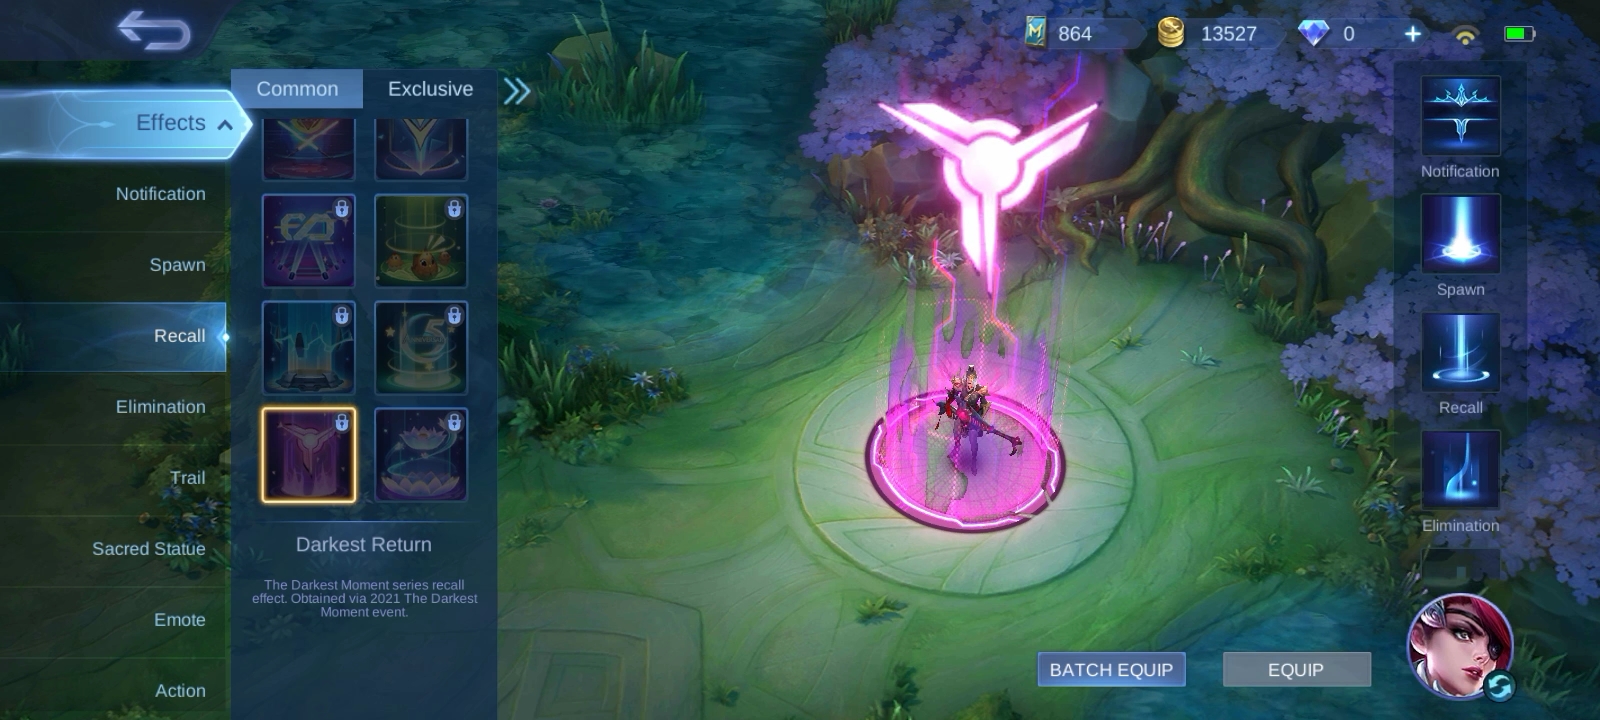 864
13527
0
Common
Exclusive
Effects
Notification
Spawn
Recall
Elimination
Trail
Sacred Statue
Emote
Action
Darkest Return
The Darkest Moment series recall
effect. Obtained via 2021 The Darkest
Moment event.
Notification
Spawn
Recall
Elimination
BATCH EQUIP
EQUIP